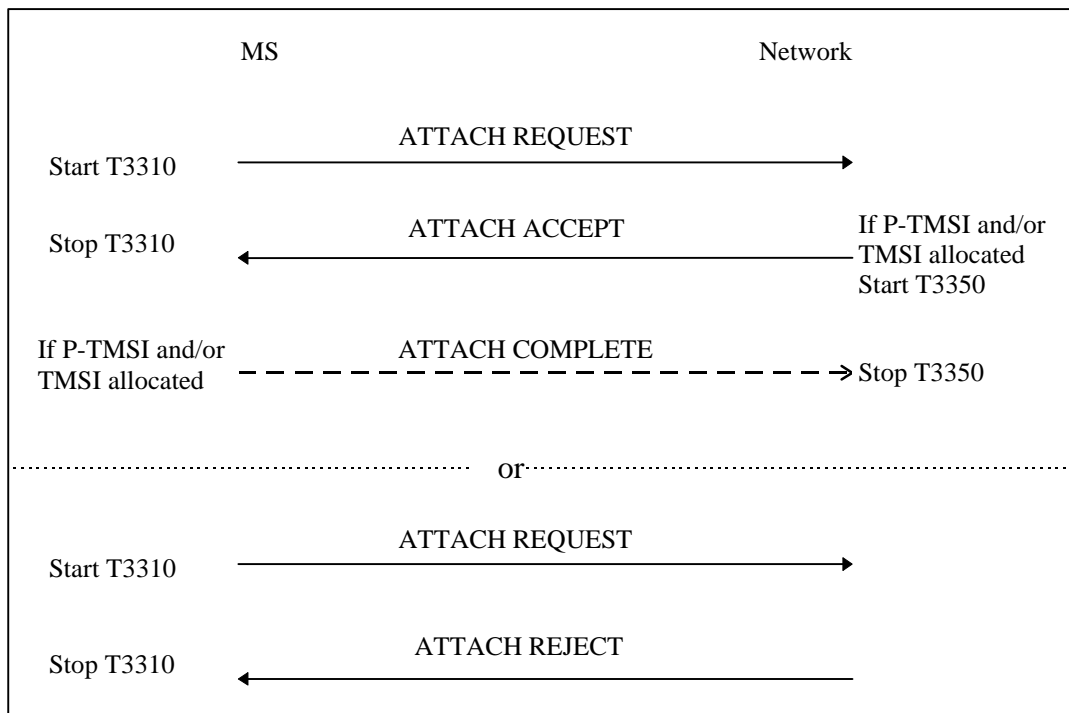 MS
Network
ATTACH REQUEST
Start T3310
ATTACH ACCEPT
Stop T3310
If P-TMSI and/or
TMSI allocated
Start T3350
If P-TMSI and/or
TMSI allocated
ATTACH COMPLETE
Stop T3350
or
ATTACH REQUEST
Start T3310
ATTACH REJECT
Stop T3310